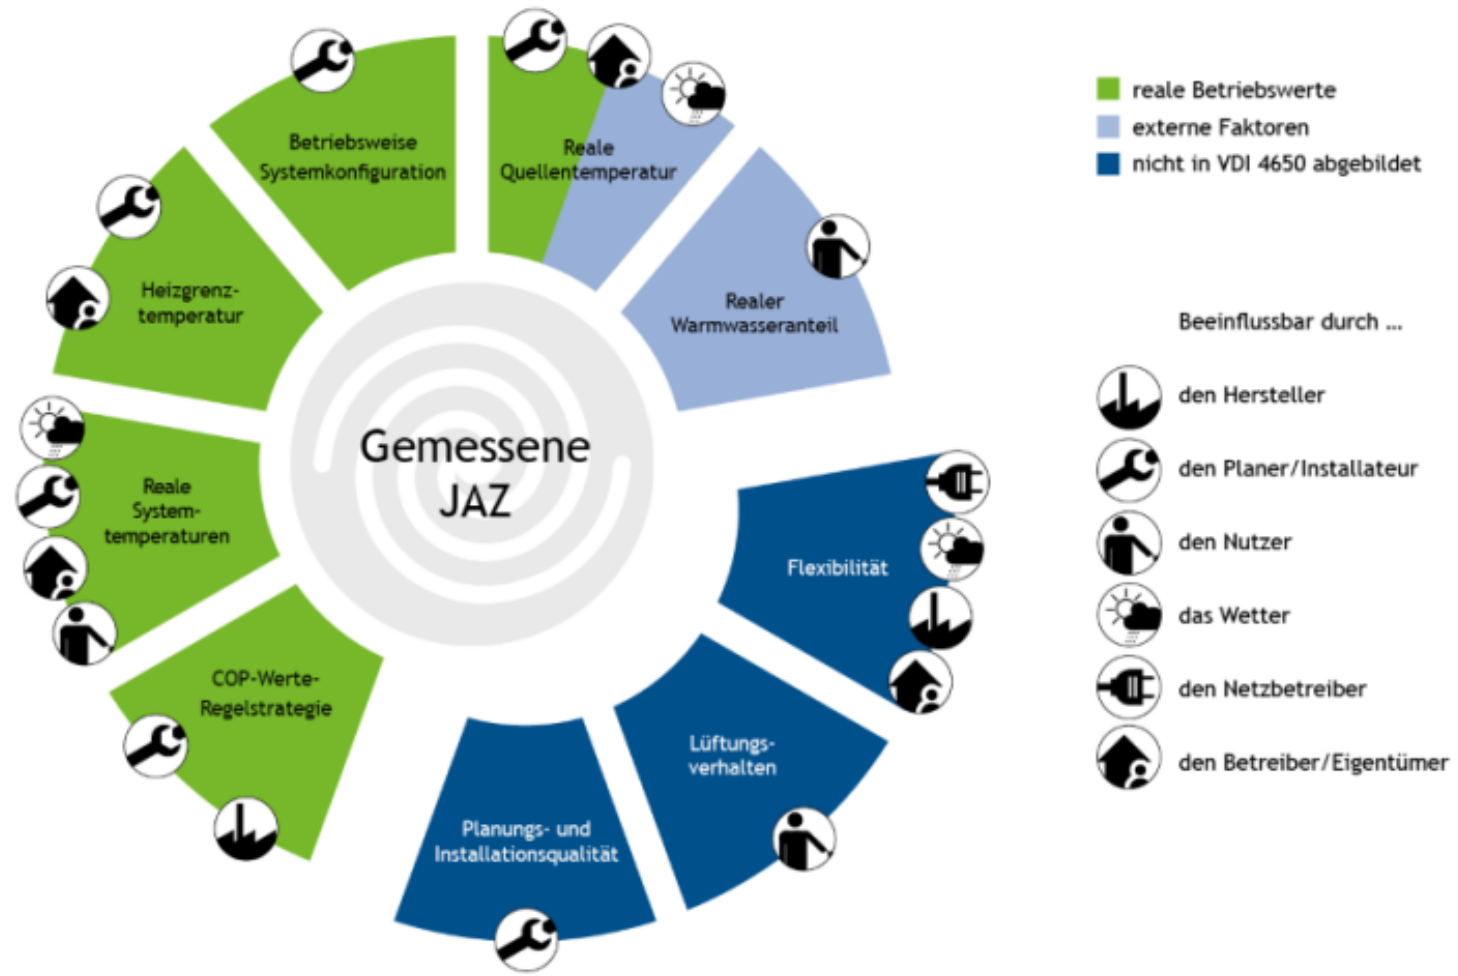 Betriebsweise
Systemkonfiguration
Reale
Quellentemperatur
Realer
Warmwasseranteil
Heizgrenz-
temperatur
Reale
System-
temperaturen
COP-Werte-
Regelstrategie
Planungs- und
Installationsqualität
Lüftungs-
verhalten
Flexibilität
Gemessene
JAZ
reale Betriebswerte
externe Faktoren
nicht in VDI 4650 abgebildet
Beeinflussbar durch ...
den Hersteller
den Planer/Installateur
den Nutzer
das Wetter
den Netzbetreiber
den Betreiber/Eigentümer